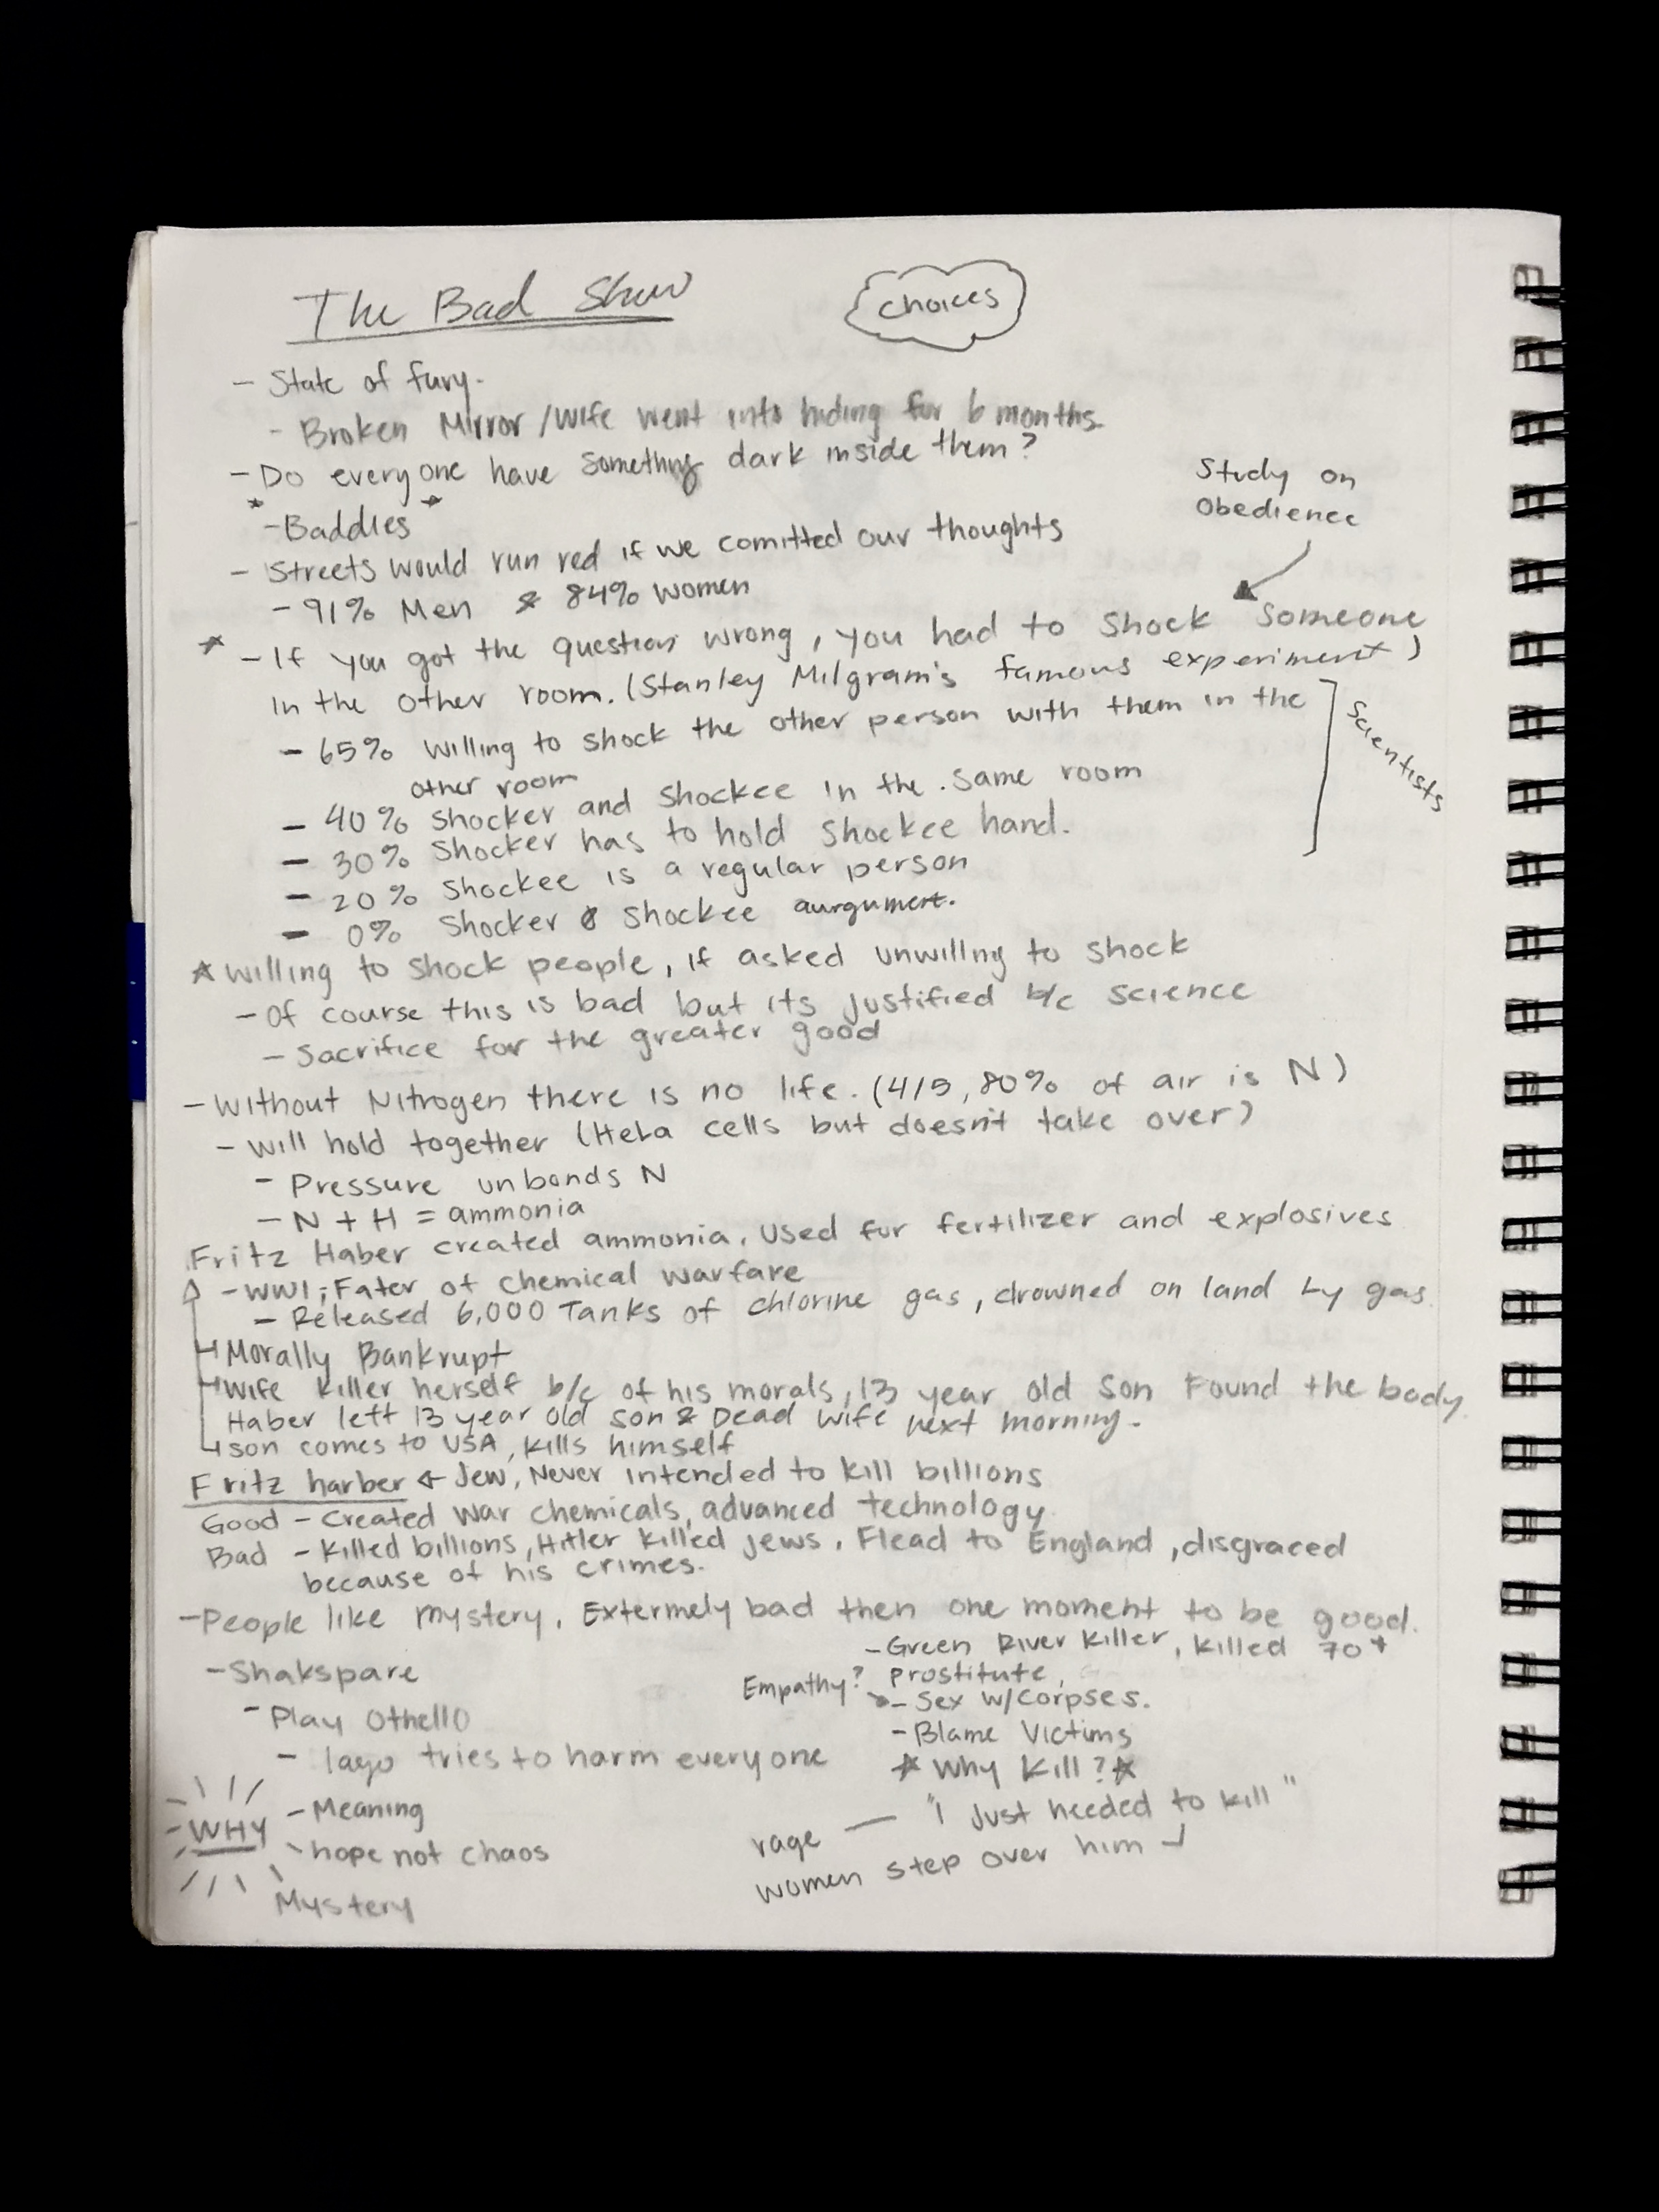 The Bad Show
choices
- State of fury.
- Broken Mirror/Wife went into hiding for 6 months.
- Do everyone have something dark inside them?
* - Baddies *
- Streets would run red if we comitted our thoughts
- 91% Men & 84% women
Study on
Obedience
* - If you got the question wrong, you had to shock someone
in the other room. (Stanley Milgram's famous experiment)
- 65% willing to shock the other person with them in the
other room
- 40% shocker and shockee in the same room
- 30% shocker has to hold shockee hand.
- 20% shockee is a regular person
- 0% shocker & shockee aurgument.
Scientists
* willing to shock people, if asked unwillng to shock
- Of course this is bad but its justified b/c science
- Sacrifice for the greater good
- Without Nitrogen there is no life. (4/5, 80% of air is N)
- will hold together (HeLa cells but doesn't take over)
- Pressure unbonds N
- N + H = ammonia
Fritz Haber created ammonia. Used for fertilizer and explosives
- WW1; Fater of chemical warfare
- Released 6,000 Tanks of chlorine gas, drowned on land by gas
Morally Bankrupt
wife killer herself b/c of his morals, 13 year old son Found the body
Haber left 13 year old son & Dead wife next morning.
son comes to USA, kills himself
Fritz harber ← Jew, Never intended to kill billions
Good - Created war chemicals, advanced technology
Bad - Killed billions, Hitler killed jews. Flead to England, disgraced
because of his crimes.
- People like mystery. Extermely bad then one moment to be good.
- Green River Killer, killed 70+
prostitute,
Empathy?
- Sex w/corpses.
- Blame Victims
* Why Kill? *
rage — "I just needed to kill"
women step over him
- Shakspare
- Play Othello
- Iago tries to harm everyone
WHY
- Meaning
- hope not chaos
Mystery